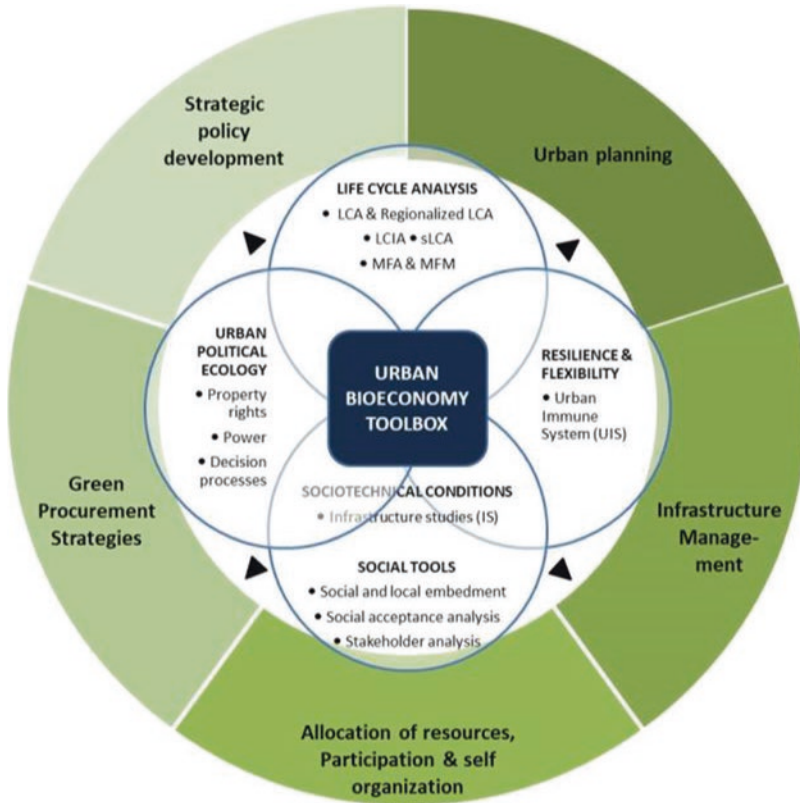 Strategic
policy
development
Urban planning
LIFE CYCLE ANALYSIS
• LCA & Regionalized LCA
• LCIA • sLCA
• MFA & MFM
URBAN
POLITICAL
ECOLOGY
• Property
rights
• Power
• Decision
processes
URBAN
BIOECONOMY
TOOLBOX
RESILIENCE &
FLEXIBILITY
• Urban
Immune
System (UIS)
SOCIOTECHNICAL CONDITIONS
• Infrastructure studies (IS)
SOCIAL TOOLS
• Social and local embedment
• Social acceptance analysis
• Stakeholder analysis
Green
Procurement
Strategies
Infrastructure
Manage-
ment
Allocation of resources,
Participation & self
organization